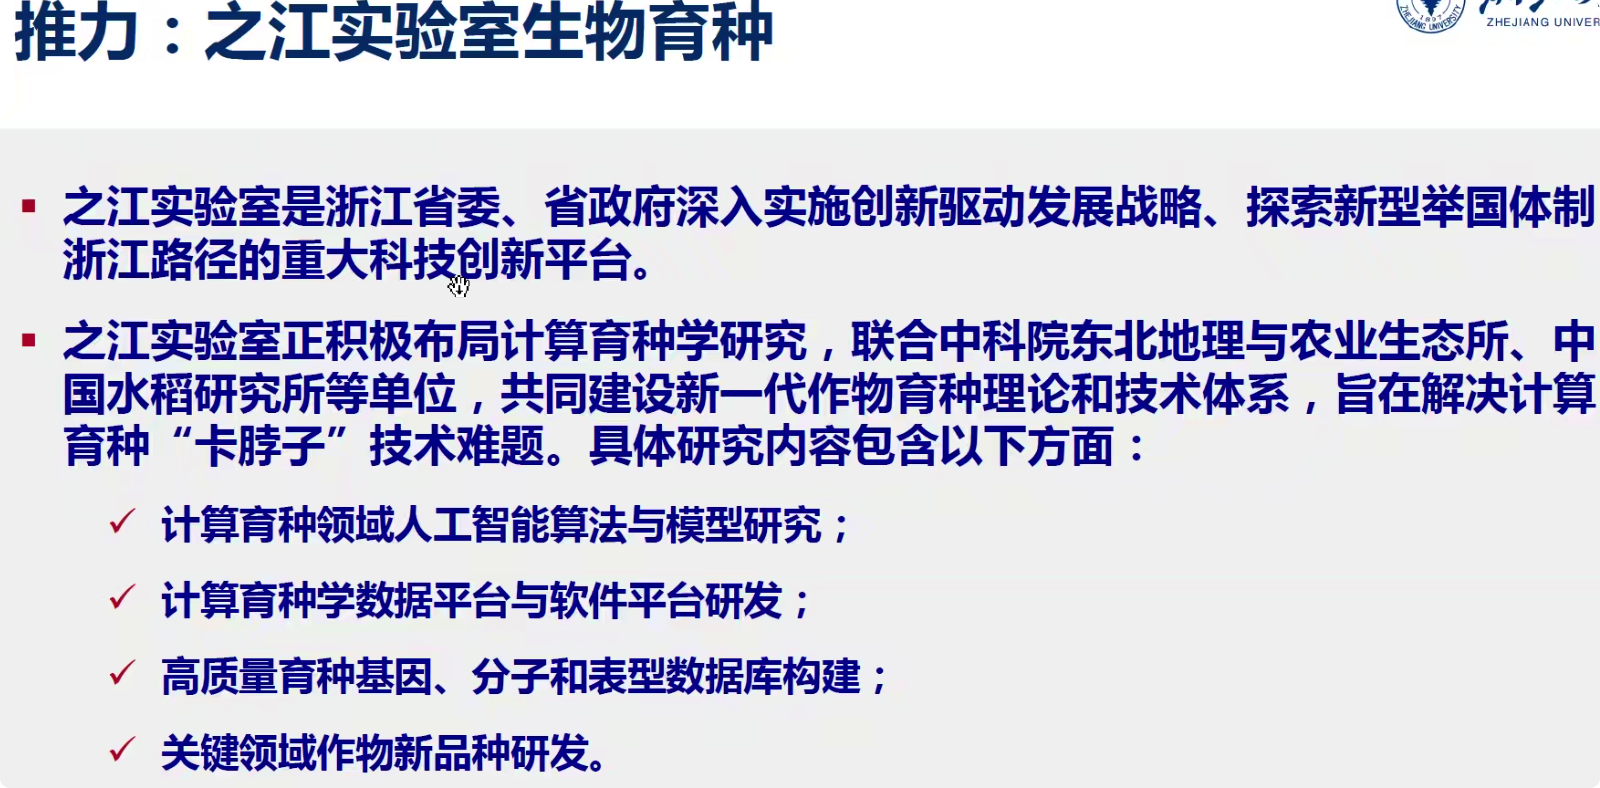 推力：之江实验室生物育种
ZHEJIANG UNIVER
之江实验室是浙江省委、省政府深入实施创新驱动发展战略、探索新型举国体制
浙江路径的重大科技创新平台。
之江实验室正积极布局计算育种学研究，联合中科院东北地理与农业生态所、中
国水稻研究所等单位，共同建设新一代作物育种理论和技术体系，旨在解决计算
育种“卡脖子”技术难题。具体研究内容包含以下方面：
计算育种领域人工智能算法与模型研究；
计算育种学数据平台与软件平台研发；
高质量育种基因、分子和表型数据库构建；
关键领域作物新品种研发。